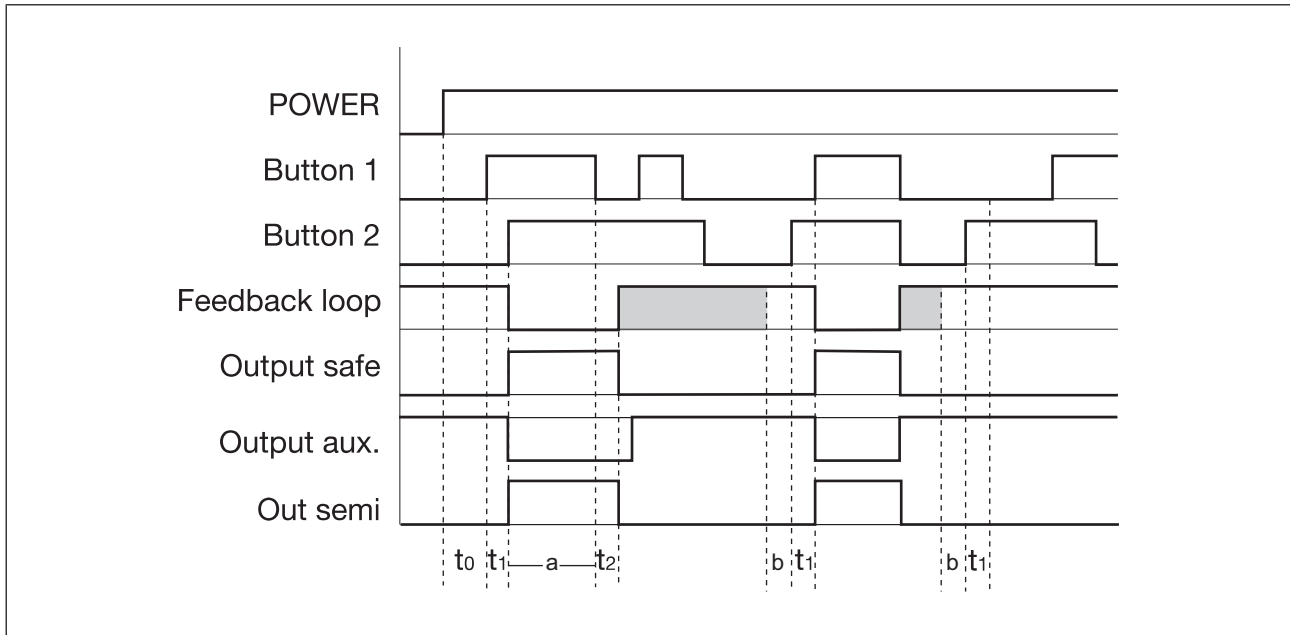 POWER
Button 1
Button 2
Feedback loop
Output safe
Output aux.
Out semi
t0 t1 a t2 b t1 b t1